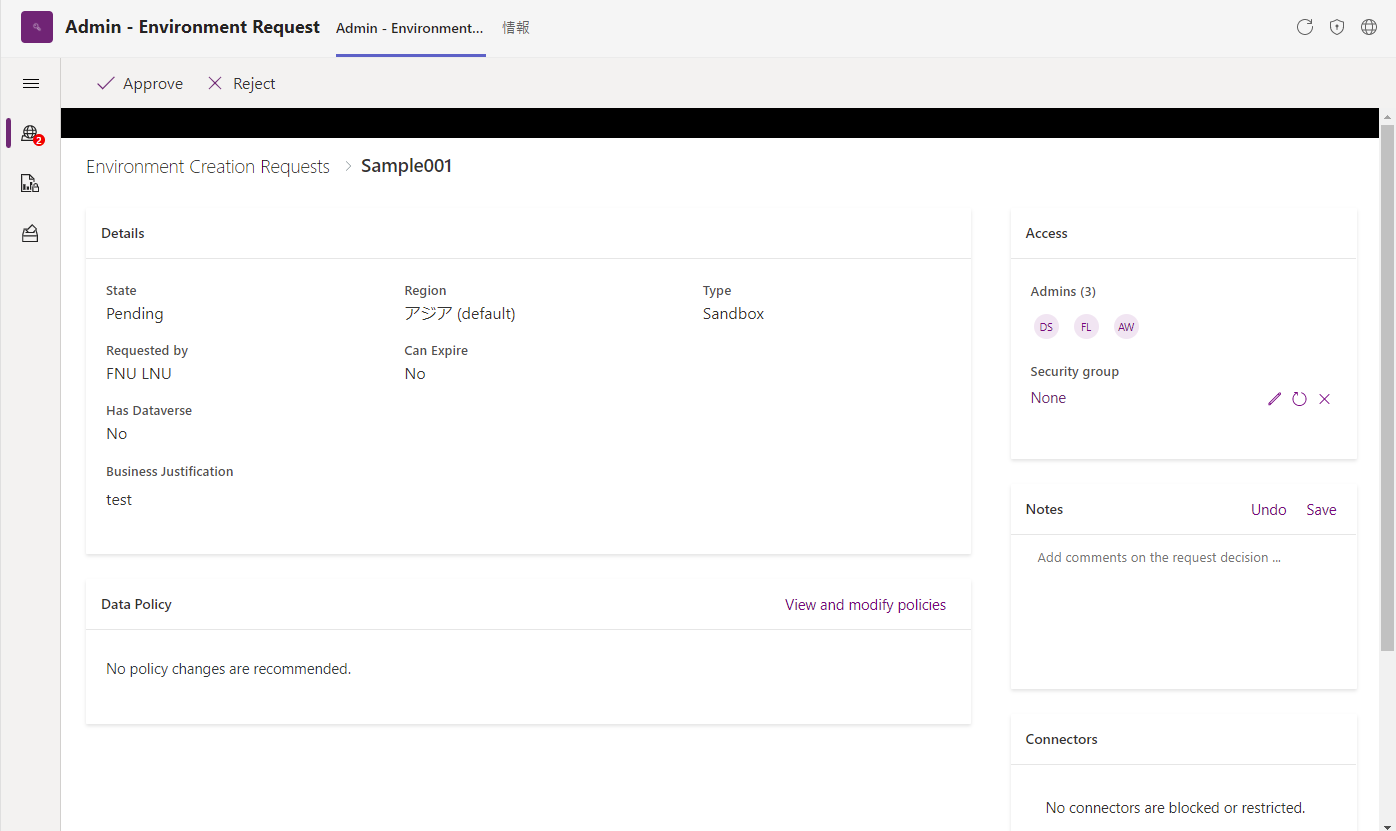 Admin - Environment Request
Admin - Environment...
情報
Approve
Reject
2
Environment Creation Requests
Sample001
Details
State
Region
Type
Pending
アジア (default)
Sandbox
Requested by
Can Expire
FNU LNU
No
Has Dataverse
No
Business Justification
test
Data Policy
View and modify policies
No policy changes are recommended.
Access
Admins (3)
DS
FL
AW
Security group
None
Notes
Undo
Save
Add comments on the request decision ...
Connectors
No connectors are blocked or restricted.